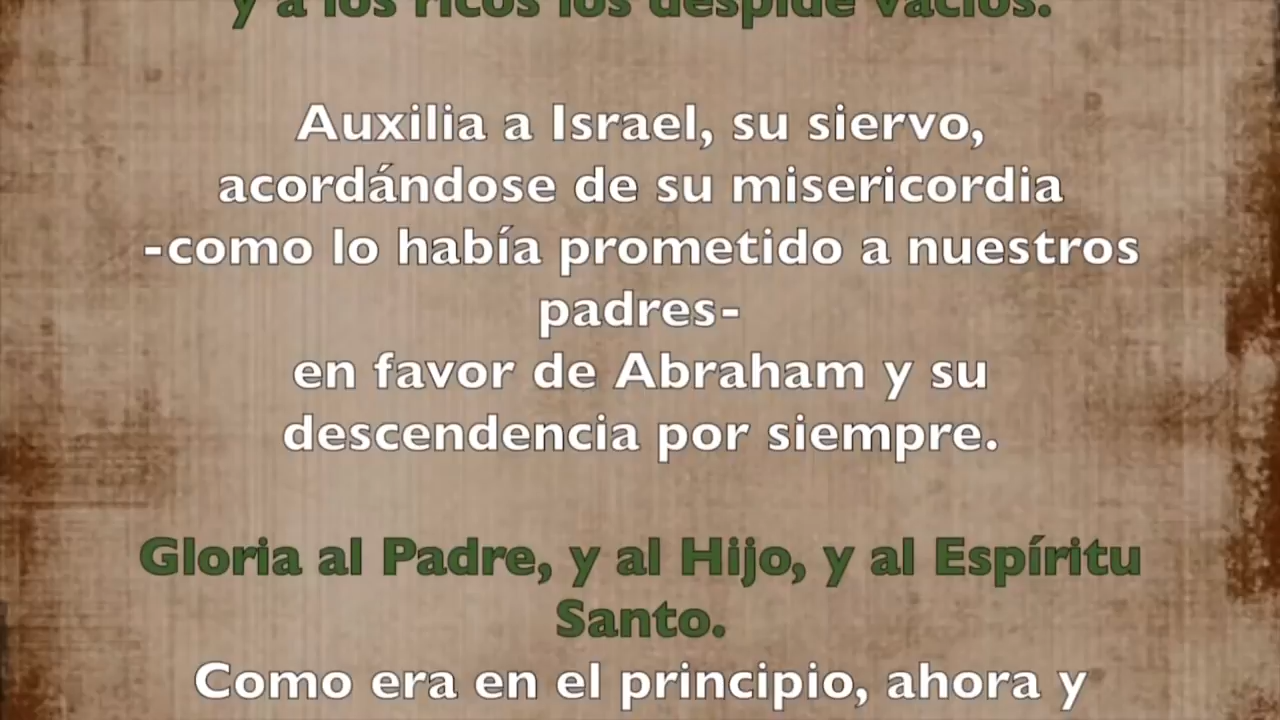 y a los ricos los despide vacíos.
Auxilia a Israel, su siervo,
acordándose de su misericordia
-como lo había prometido a nuestros
padres-
en favor de Abraham y su
descendencia por siempre.
Gloria al Padre, y al Hijo, y al Espíritu
Santo.
Como era en el principio, ahora y